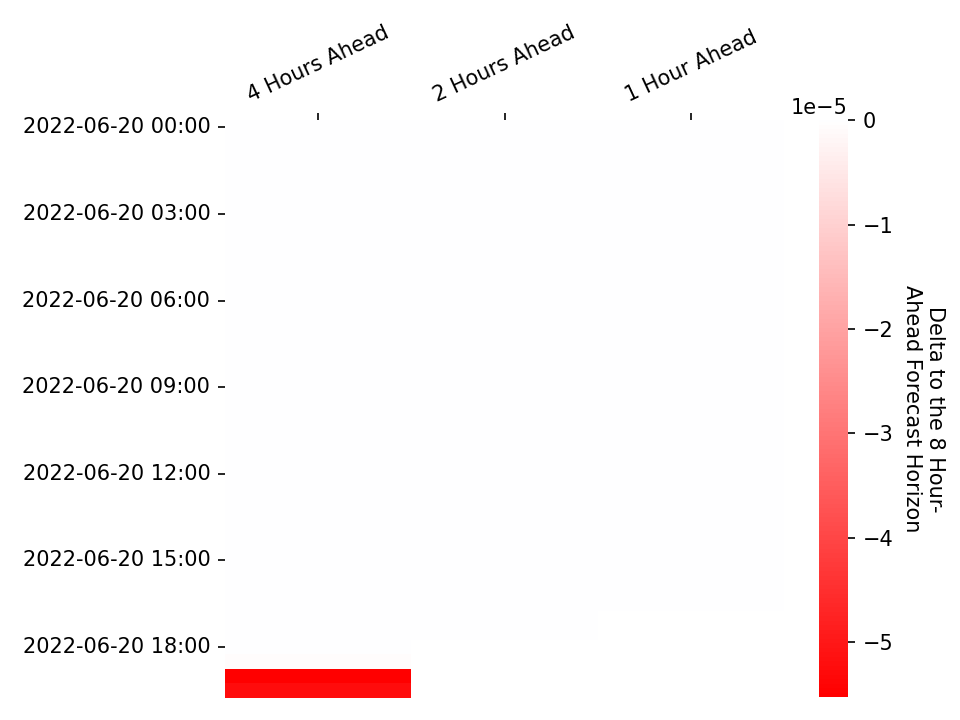 4 Hours Ahead
2 Hours Ahead
1 Hour Ahead
2022-06-20 00:00
2022-06-20 03:00
2022-06-20 06:00
2022-06-20 09:00
2022-06-20 12:00
2022-06-20 15:00
2022-06-20 18:00
1e−5
0
−1
−2
−3
−4
−5
Delta to the 8 Hour-
Ahead Forecast Horizon